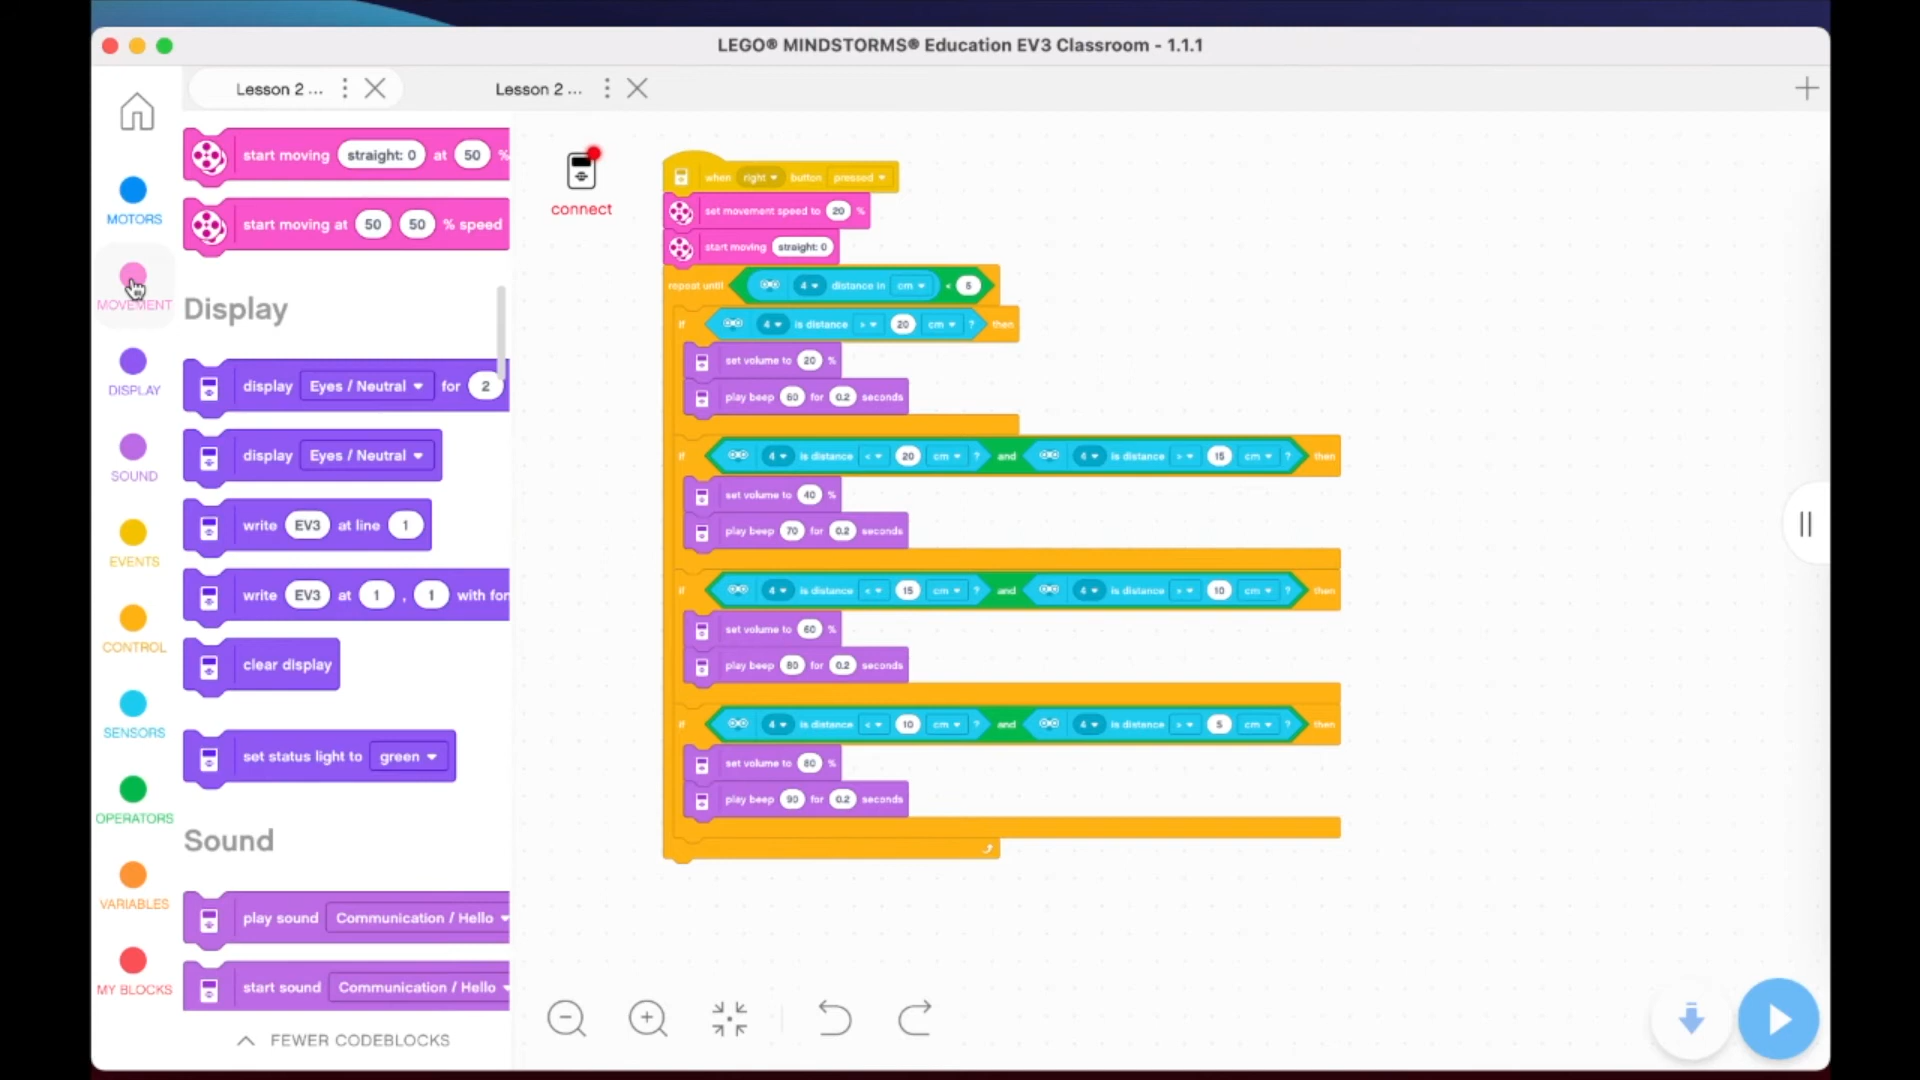 LEGO® MINDSTORMS® Education EV3 Classroom - 1.1.1
Lesson 2 ...
Lesson 2 ...
MOTORS
MOVEMENT
DISPLAY
SOUND
EVENTS
CONTROL
SENSORS
OPERATORS
VARIABLES
MY BLOCKS
start moving straight: 0 at 50 %
start moving at 50 50 % speed
Display
display Eyes / Neutral for 2
display Eyes / Neutral
write EV3 at line 1
write EV3 at 1 , 1 with for
clear display
set status light to green
Sound
play sound Communication / Hello
start sound Communication / Hello
FEWER CODEBLOCKS
connect
when right button pressed
set movement speed to 20 %
start moving straight: 0
repeat until 4 distance in cm < 5
if 4 is distance > 20 cm ? then
set volume to 20 %
play beep 60 for 0.2 seconds
if 4 is distance < 20 cm ? and 4 is distance > 15 cm ? then
set volume to 40 %
play beep 70 for 0.2 seconds
if 4 is distance < 15 cm ? and 4 is distance > 10 cm ? then
set volume to 60 %
play beep 80 for 0.2 seconds
if 4 is distance < 10 cm ? and 4 is distance > 5 cm ? then
set volume to 80 %
play beep 90 for 0.2 seconds